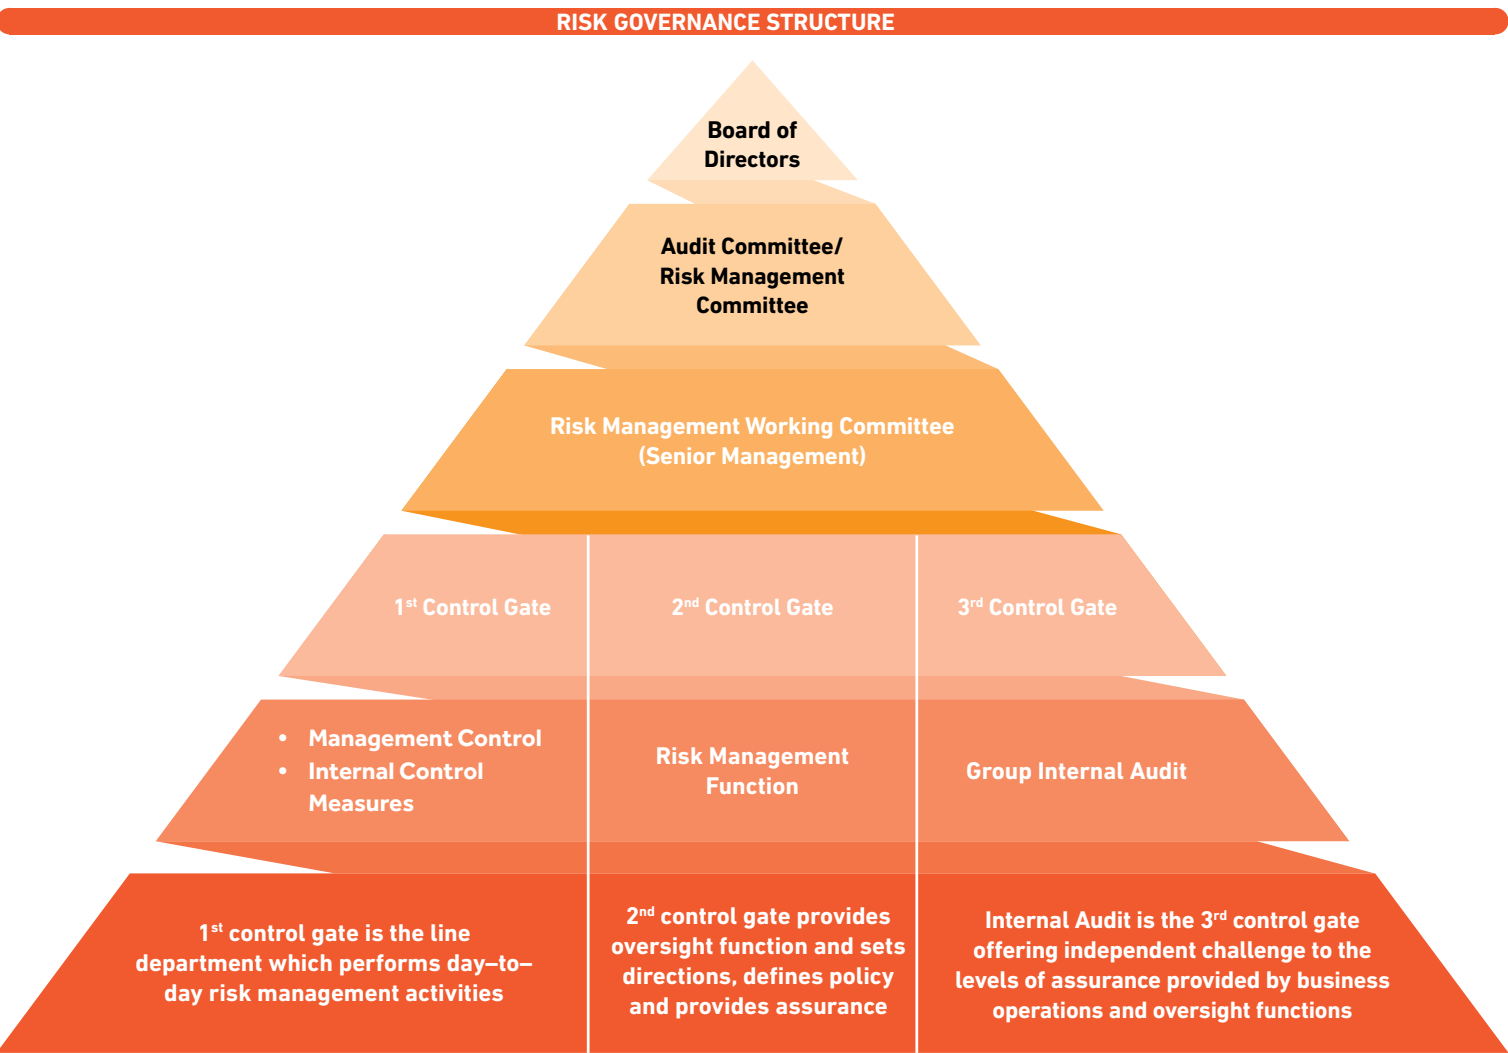 RISK GOVERNANCE STRUCTURE
Board of
Directors
Audit Committee/
Risk Management
Committee
Risk Management Working Committee
(Senior Management)
1st Control Gate
2nd Control Gate
3rd Control Gate
• Management Control
• Internal Control
Measures
Risk Management
Function
Group Internal Audit
1st control gate is the line
department which performs day–to–
day risk management activities
2nd control gate provides
oversight function and sets
directions, defines policy
and provides assurance
Internal Audit is the 3rd control gate
offering independent challenge to the
levels of assurance provided by business
operations and oversight functions